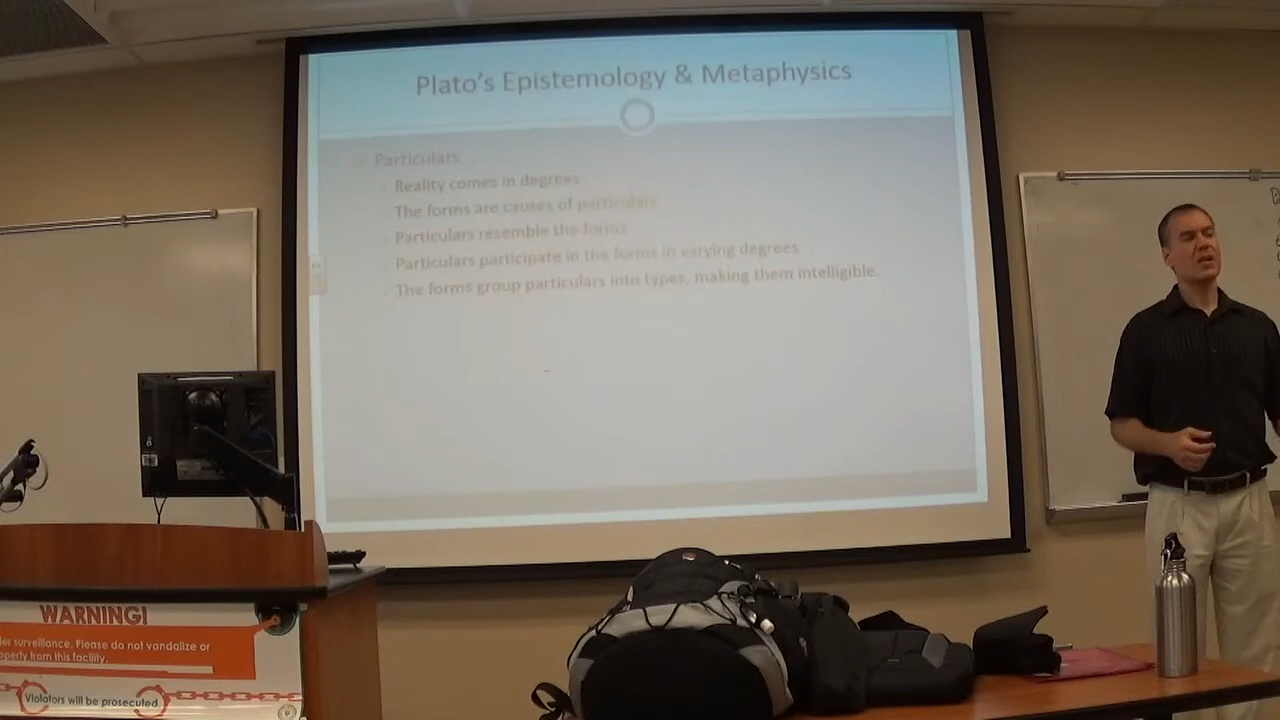 Plato's Epistemology & Metaphysics
Particulars
Reality comes in degrees
The forms are causes of particulars
Particulars resemble the forms
Particulars participate in the forms in varying degrees
The forms group particulars into types, making them intelligible.
WARNING!
surveillance. Please do not vandalize or
from this facility.
Violators will be prosecuted.